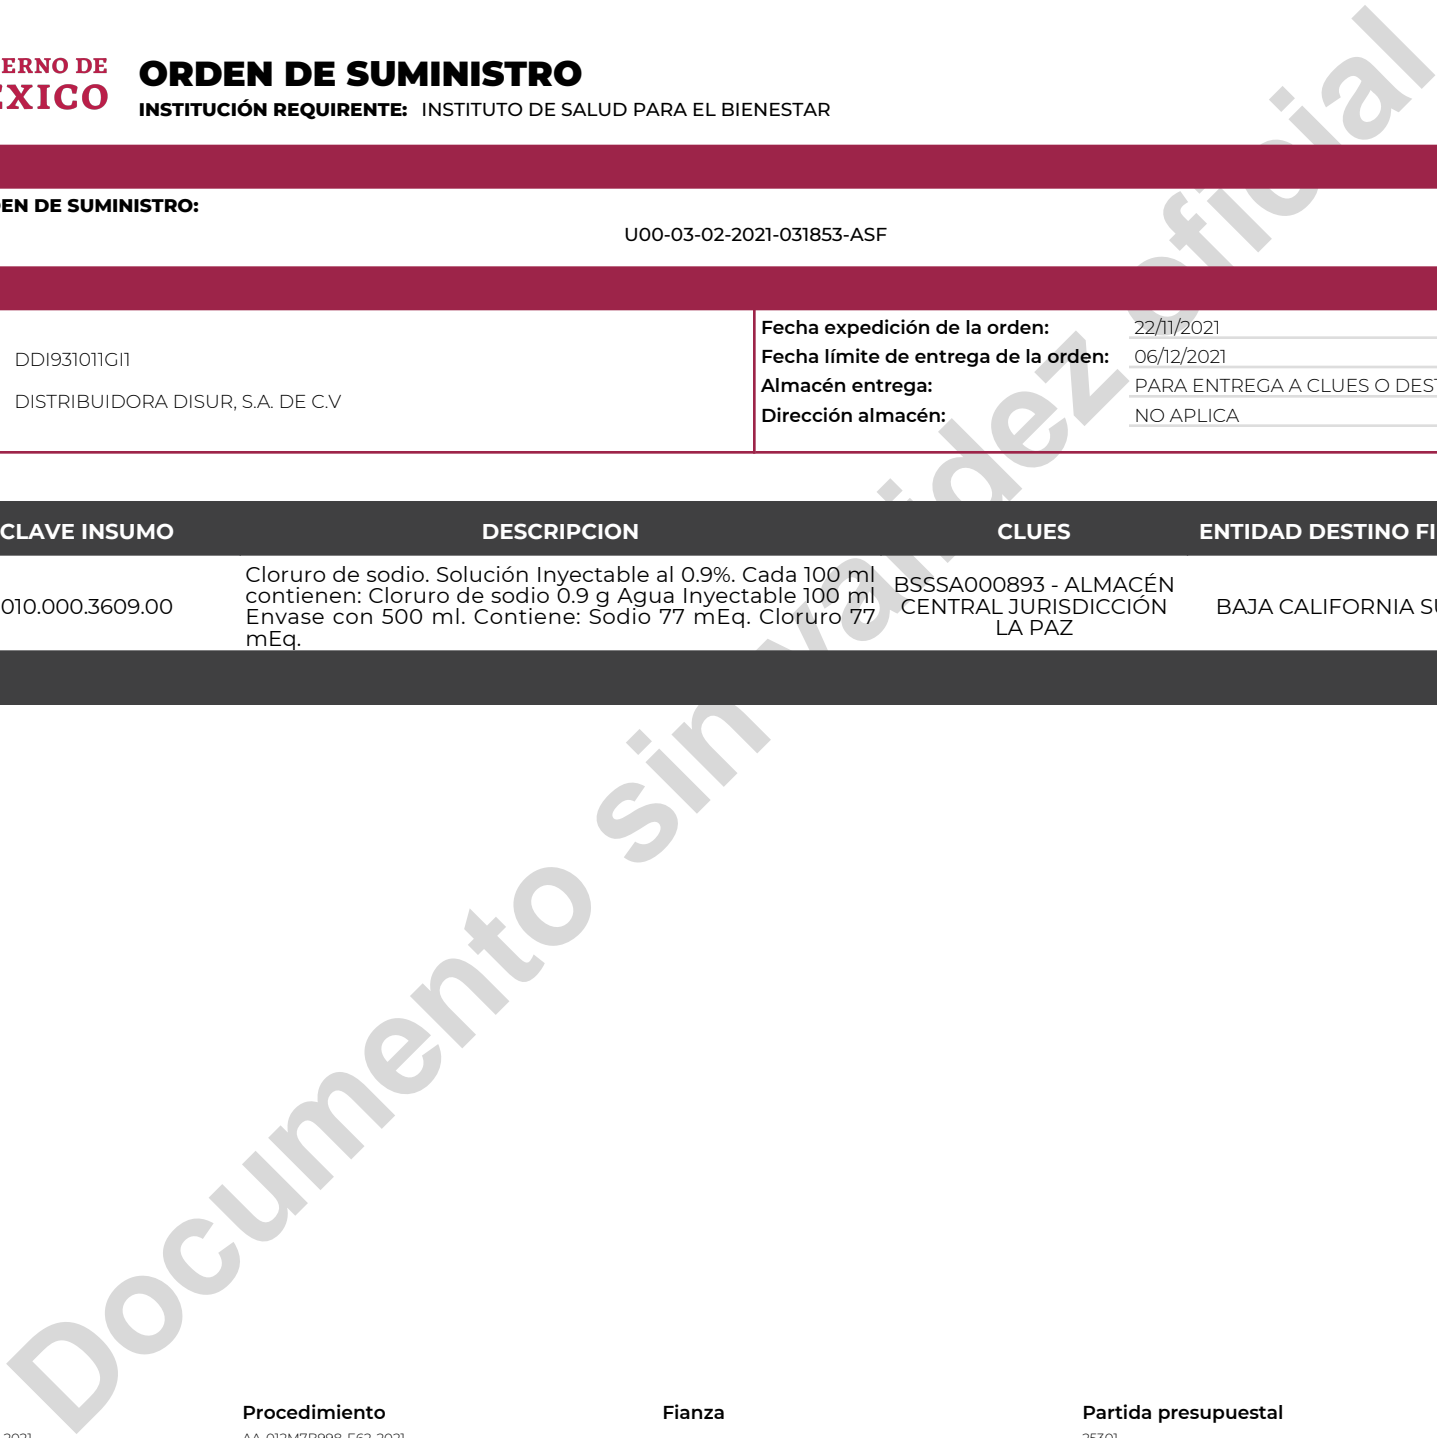 ERNO DE
EXICO
ORDEN DE SUMINISTRO
INSTITUCIÓN REQUIRENTE: INSTITUTO DE SALUD PARA EL BIENESTAR
EN DE SUMINISTRO:
U00-03-02-2021-031853-ASF
DDI931011GI1
DISTRIBUIDORA DISUR, S.A. DE C.V
Fecha expedición de la orden: 22/11/2021
Fecha límite de entrega de la orden: 06/12/2021
Almacén entrega: PARA ENTREGA A CLUES O DEST
Dirección almacén: NO APLICA
CLAVE INSUMO DESCRIPCION CLUES ENTIDAD DESTINO FI
010.000.3609.00
Cloruro de sodio. Solución Inyectable al 0.9%. Cada 100 ml
contienen: Cloruro de sodio 0.9 g Agua Inyectable 100 ml
Envase con 500 ml. Contiene: Sodio 77 mEq. Cloruro 77
mEq.
BSSSA000893 - ALMACÉN
CENTRAL JURISDICCIÓN
LA PAZ
BAJA CALIFORNIA SU
Documento sin validez oficial
Procedimiento Fianza Partida presupuestal